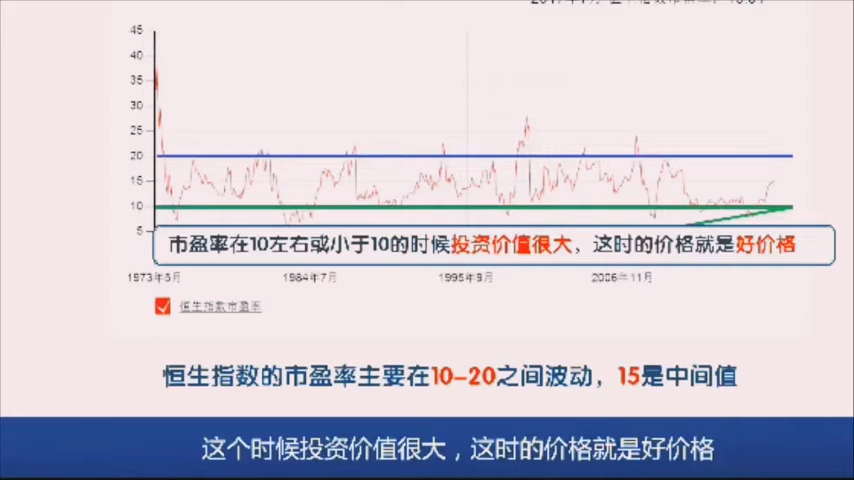 45
40
35
30
25
20
15
10
5
市盈率在10左右或小于10的时候投资价值很大，这时的价格就是好价格
1973年5月 1984年7月 1995年9月 2006年11月
恒生指数市盈率
恒生指数的市盈率主要在10-20之间波动，15是中间值
这个时候投资价值很大，这时的价格就是好价格